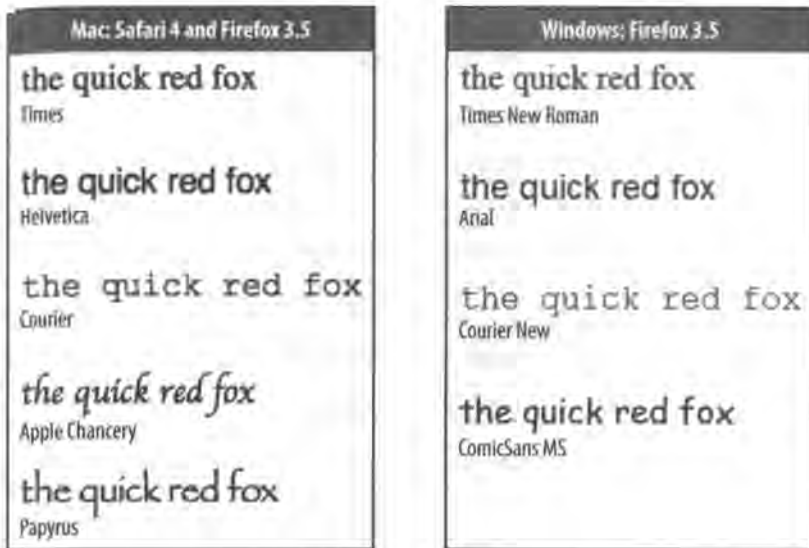 Mac: Safari 4 and Firefox 3.5
the quick red fox
Times
the quick red fox
Helvetica
the quick red fox
Courier
the quick red fox
Apple Chancery
the quick red fox
Papyrus
Windows: Firefox 3.5
the quick red fox
Times New Roman
the quick red fox
Arial
the quick red fox
Courier New
the quick red fox
ComicSans MS